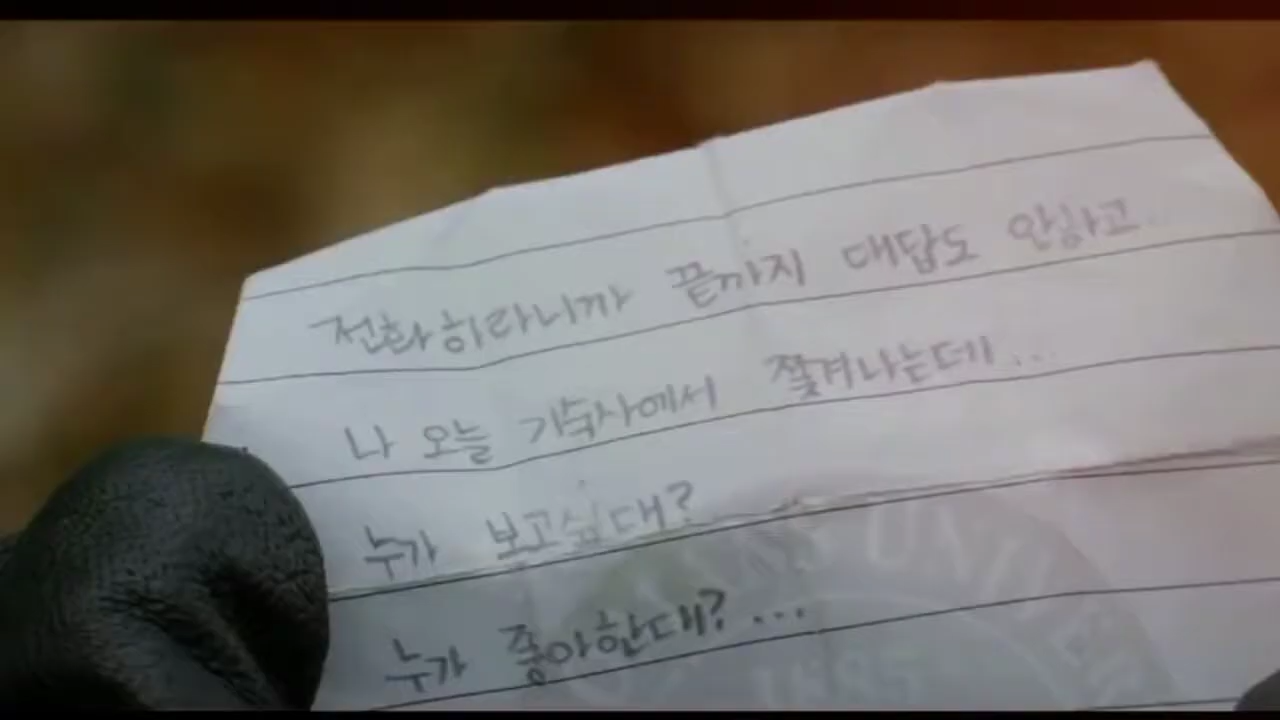 전화하라니까 끝까지 대답도 안하고.
나 오늘 기숙사에서 쫓겨나는데...
누가 보고싶대?
누가 좋아한대?...